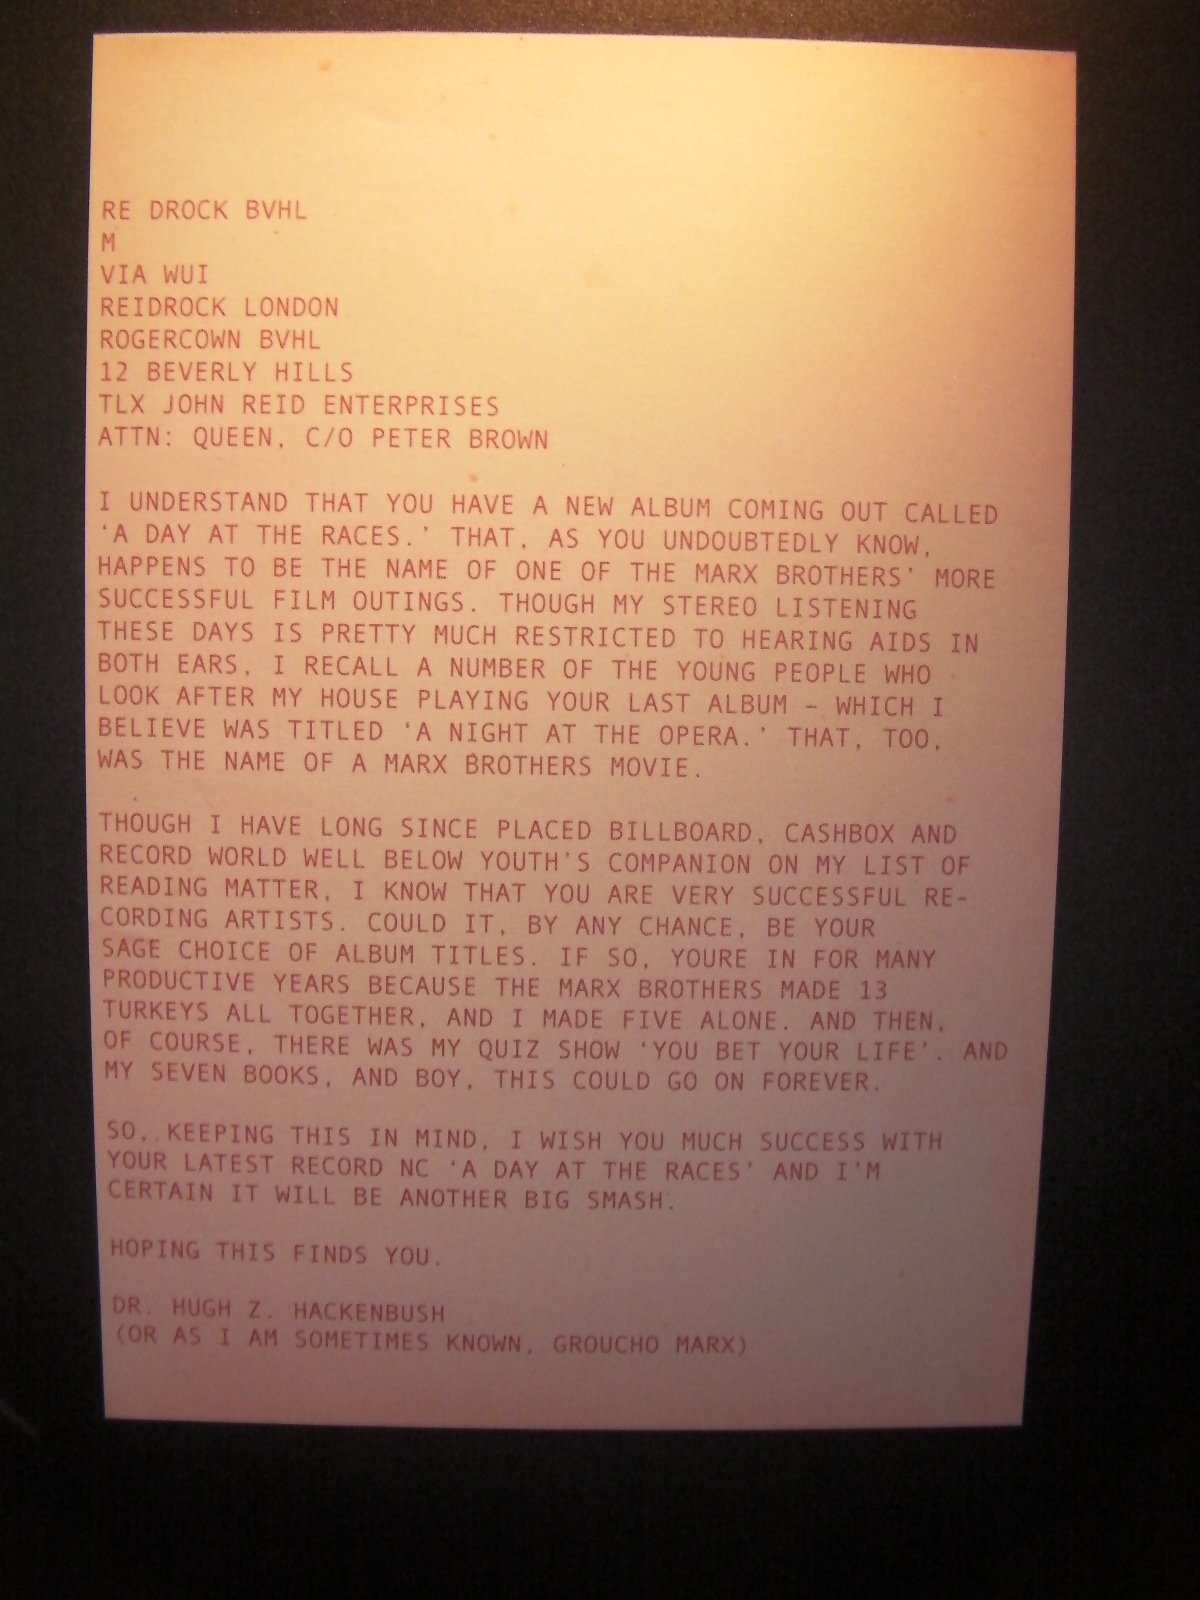 RE DROCK BVHL
M
VIA WUI
REIDROCK LONDON
ROGERCOWN BVHL
12 BEVERLY HILLS
TLX JOHN REID ENTERPRISES
ATTN: QUEEN, C/O PETER BROWN
I UNDERSTAND THAT YOU HAVE A NEW ALBUM COMING OUT CALLED
'A DAY AT THE RACES.' THAT, AS YOU UNDOUBTEDLY KNOW,
HAPPENS TO BE THE NAME OF ONE OF THE MARX BROTHERS' MORE
SUCCESSFUL FILM OUTINGS. THOUGH MY STEREO LISTENING
THESE DAYS IS PRETTY MUCH RESTRICTED TO HEARING AIDS IN
BOTH EARS, I RECALL A NUMBER OF THE YOUNG PEOPLE WHO
LOOK AFTER MY HOUSE PLAYING YOUR LAST ALBUM – WHICH I
BELIEVE WAS TITLED 'A NIGHT AT THE OPERA.' THAT, TOO,
WAS THE NAME OF A MARX BROTHERS MOVIE.
THOUGH I HAVE LONG SINCE PLACED BILLBOARD, CASHBOX AND
RECORD WORLD WELL BELOW YOUTH'S COMPANION ON MY LIST OF
READING MATTER, I KNOW THAT YOU ARE VERY SUCCESSFUL RE-
CORDING ARTISTS. COULD IT, BY ANY CHANCE, BE YOUR
SAGE CHOICE OF ALBUM TITLES. IF SO, YOURE IN FOR MANY
PRODUCTIVE YEARS BECAUSE THE MARX BROTHERS MADE 13
TURKEYS ALL TOGETHER, AND I MADE FIVE ALONE. AND THEN,
OF COURSE, THERE WAS MY QUIZ SHOW 'YOU BET YOUR LIFE'. AND
MY SEVEN BOOKS, AND BOY, THIS COULD GO ON FOREVER.
SO, KEEPING THIS IN MIND, I WISH YOU MUCH SUCCESS WITH
YOUR LATEST RECORD NC 'A DAY AT THE RACES' AND I'M
CERTAIN IT WILL BE ANOTHER BIG SMASH.
HOPING THIS FINDS YOU.
DR. HUGH Z. HACKENBUSH
(OR AS I AM SOMETIMES KNOWN, GROUCHO MARX)